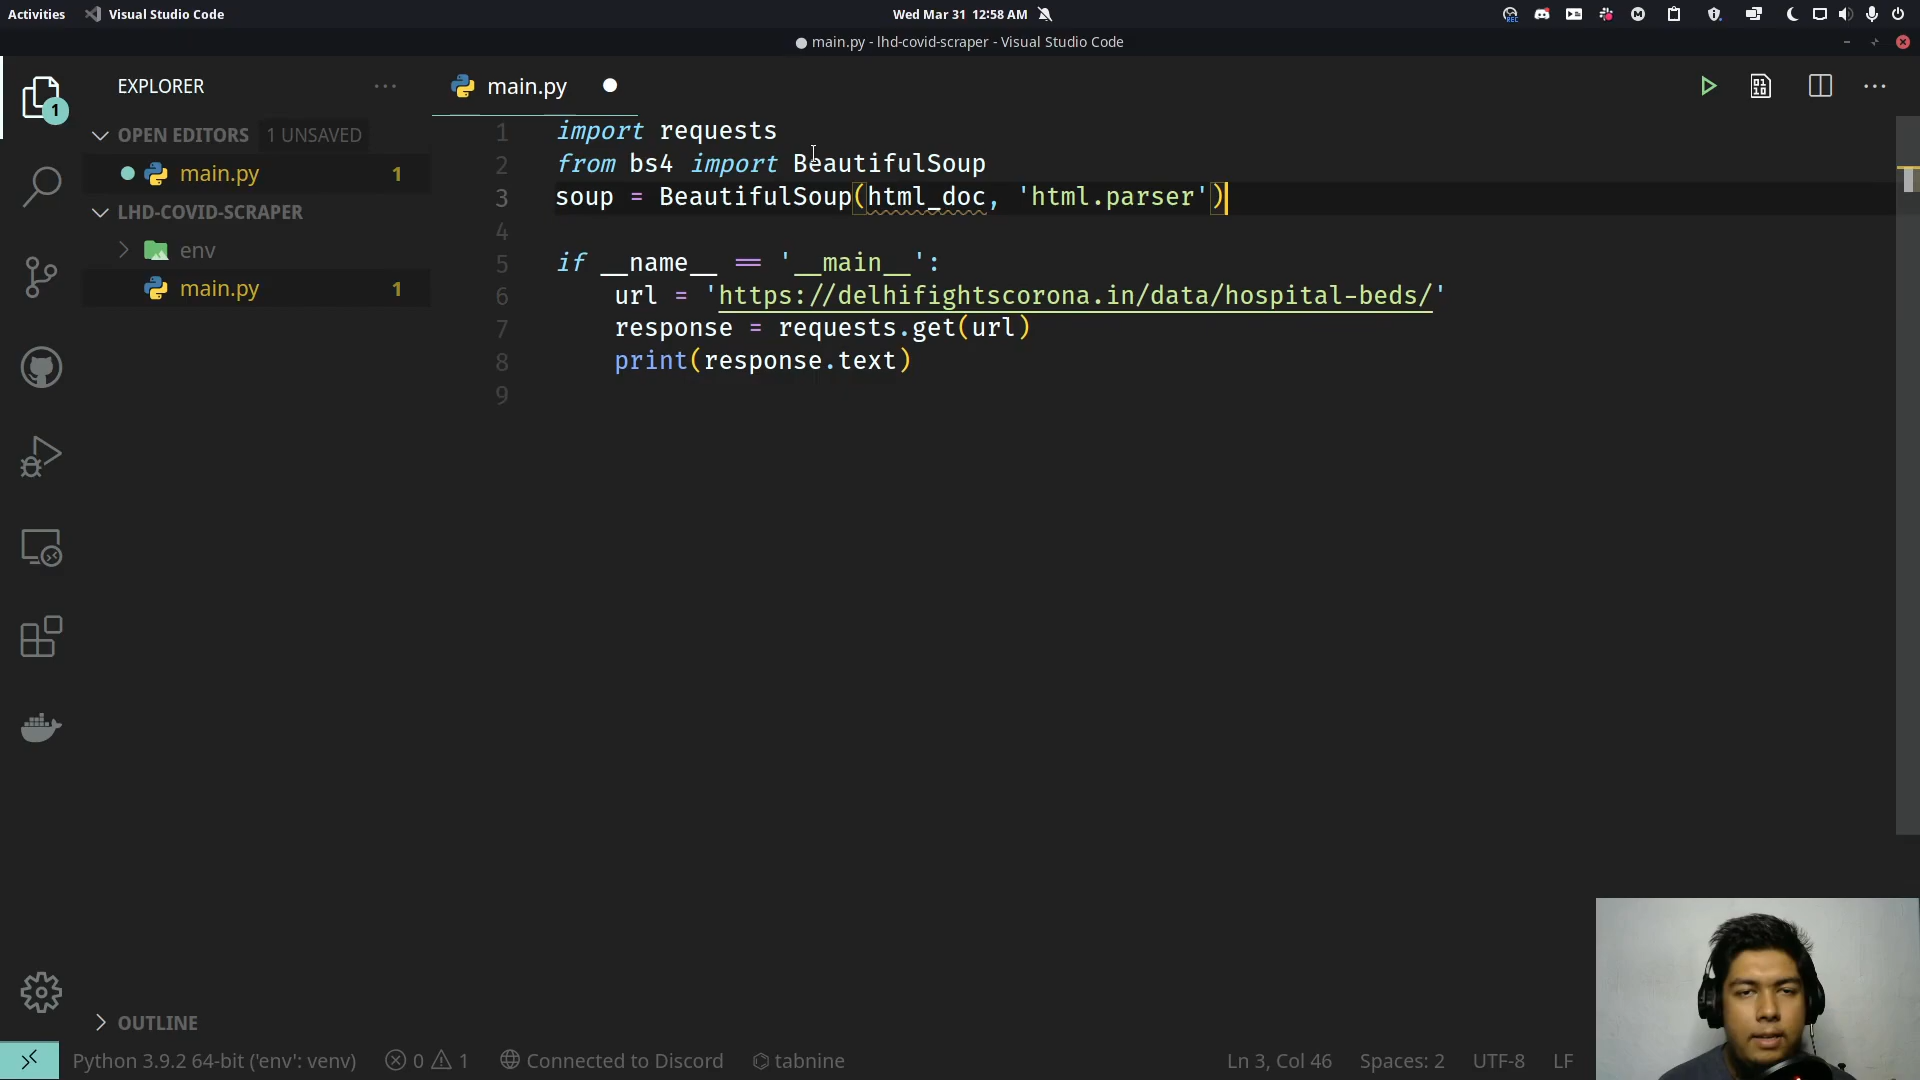 Activities Visual Studio Code Wed Mar 31 12:58 AM
main.py - lhd-covid-scraper - Visual Studio Code
EXPLORER
main.py
OPEN EDITORS 1 UNSAVED
main.py 1
LHD-COVID-SCRAPER
env
main.py 1
1
1 import requests
2 from bs4 import BeautifulSoup
3 soup = BeautifulSoup(html_doc, 'html.parser')
4
5 if __name__ == '__main__':
6 url = 'https://delhifightscorona.in/data/hospital-beds/'
7 response = requests.get(url)
8 print(response.text)
9
OUTLINE
Python 3.9.2 64-bit ('env': venv) 0 1 Connected to Discord tabnine Ln 3, Col 46 Spaces: 2 UTF-8 LF